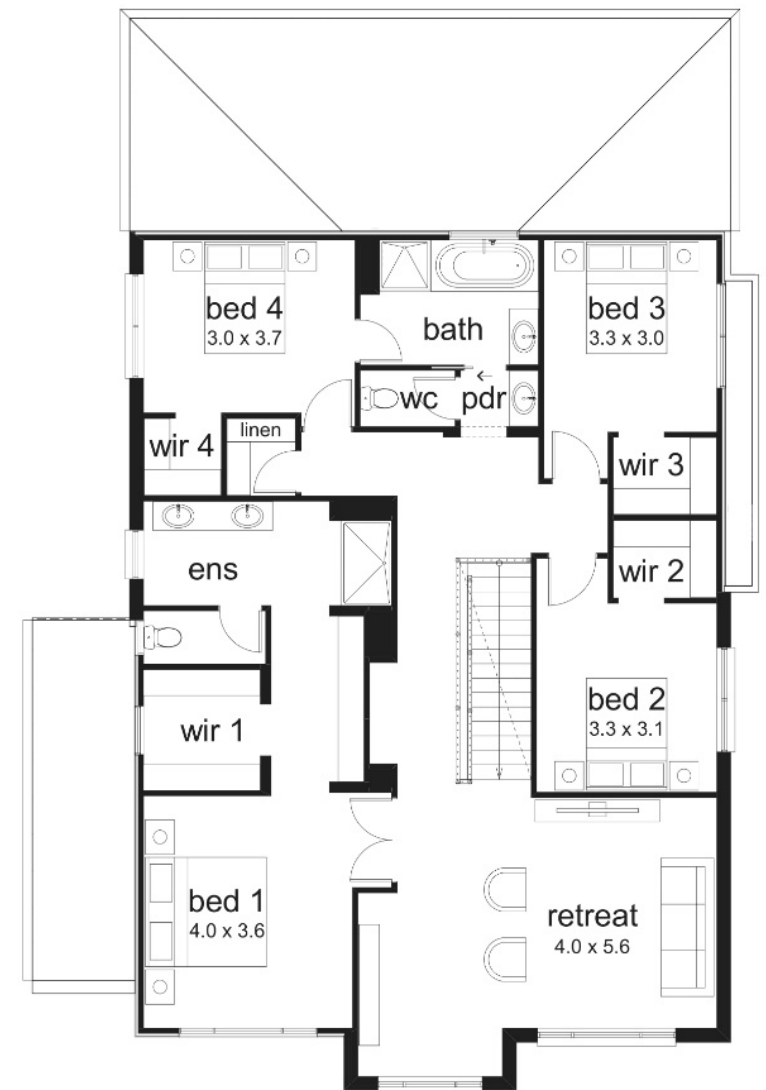 bed 4
3.0 x 3.7
bath
bed 3
3.3 x 3.0
wc
pdr
wir 4
linen
wir 3
ens
wir 2
wir 1
bed 2
3.3 x 3.1
bed 1
4.0 x 3.6
retreat
4.0 x 5.6